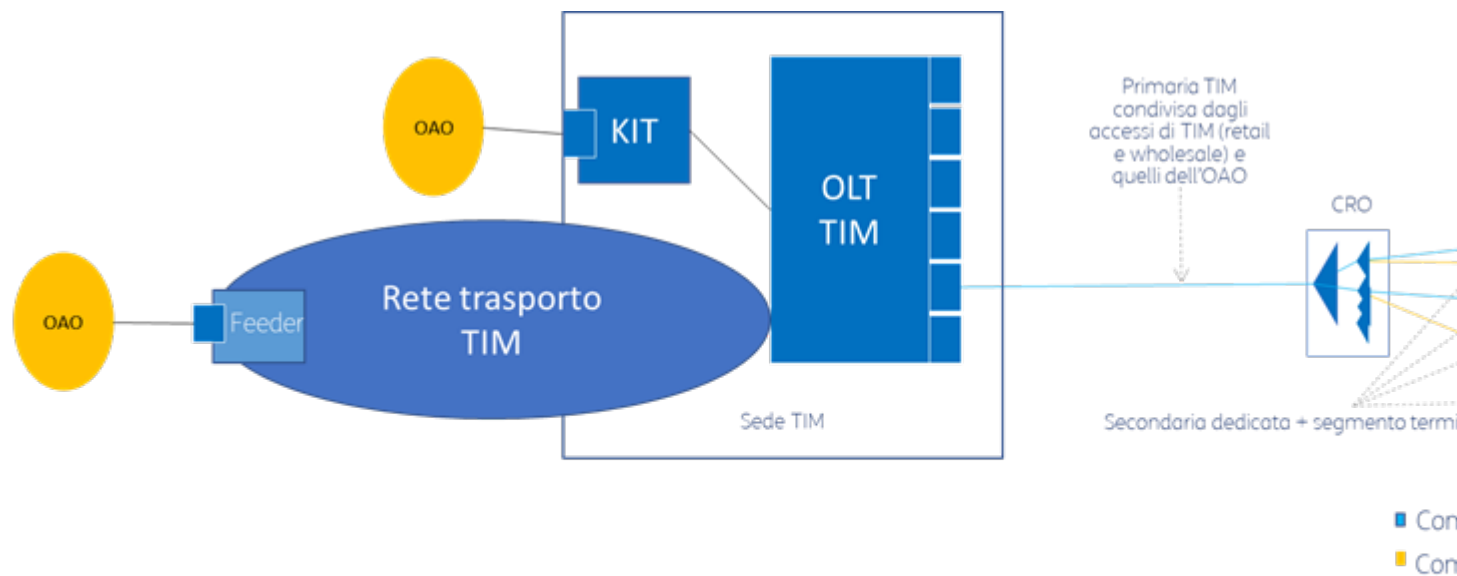 OAO
KIT
OLT
TIM
Primaria TIM
condivisa dagli
accessi di TIM (retail
e wholesale) e
quelli dell'OAO
CRO
OAO
Feeder
Rete trasporto
TIM
Sede TIM
Secondaria dedicata + segmento termi
Con
Com